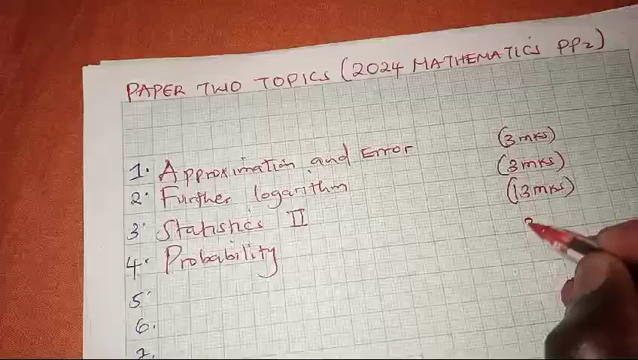 PAPER TWO TOPICS (2024 MATHEMATICS PP2)
1. Approximation and Error (3mks)
2. Further logarithm (3mks)
3. Statistics II (13mks)
4. Probability
5.
6.
7.